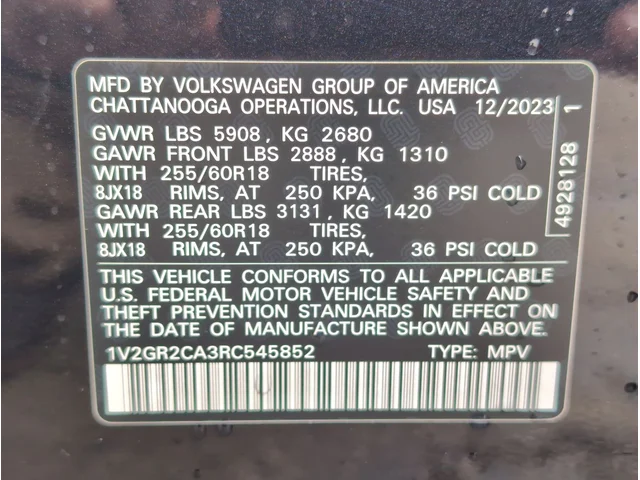 MFD BY VOLKSWAGEN GROUP OF AMERICA
CHATTANOOGA OPERATIONS, LLC. USA 12/2023
GVWR LBS 5908, KG 2680
GAWR FRONT LBS 2888, KG 1310
WITH 255/60R18 TIRES,
8JX18 RIMS, AT 250 KPA, 36 PSI COLD
GAWR REAR LBS 3131, KG 1420
WITH 255/60R18 TIRES,
8JX18 RIMS, AT 250 KPA, 36 PSI COLD
THIS VEHICLE CONFORMS TO ALL APPLICABLE
U.S. FEDERAL MOTOR VEHICLE SAFETY AND
THEFT PREVENTION STANDARDS IN EFFECT ON
THE DATE OF MANUFACTURE SHOWN ABOVE.
1V2GR2CA3RC545852 TYPE: MPV
4928128 1